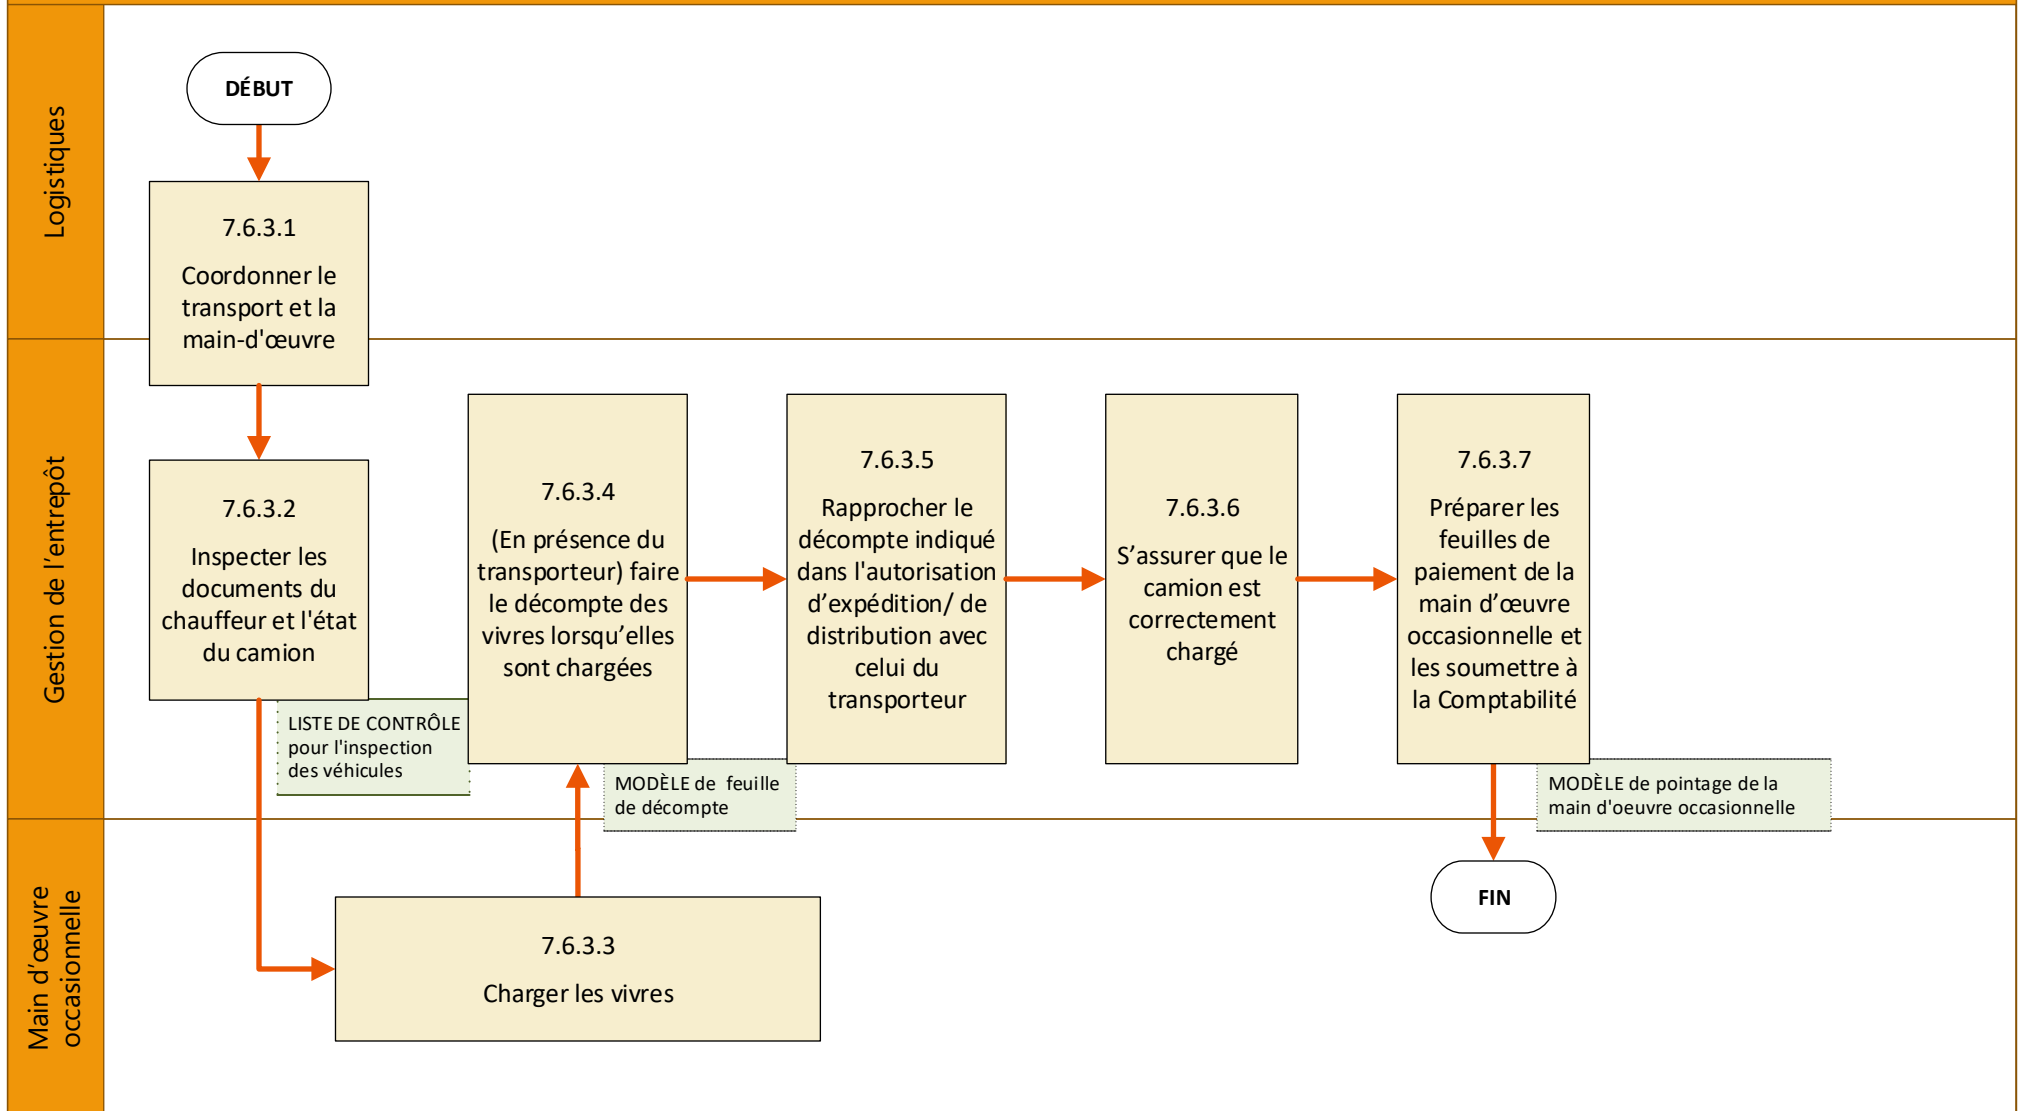 Logistiques
DÉBUT
7.6.3.1
Coordonner le
transport et la
main-d'œuvre
Gestion de l’entrepôt
7.6.3.2
Inspecter les
documents du
chauffeur et l'état
du camion
LISTE DE CONTRÔLE
pour l'inspection
des véhicules
7.6.3.4
(En présence du
transporteur) faire
le décompte des
vivres lorsqu’elles
sont chargées
MODÈLE de feuille
de décompte
7.6.3.5
Rapprocher le
décompte indiqué
dans l'autorisation
d’expédition/ de
distribution avec
celui du
transporteur
7.6.3.6
S’assurer que le
camion est
correctement
chargé
7.6.3.7
Préparer les
feuilles de
paiement de la
main d’œuvre
occasionnelle et
les soumettre à
la Comptabilité
MODÈLE de pointage de la
main d'oeuvre occasionnelle
Main d’œuvre
occasionnelle
7.6.3.3
Charger les vivres
FIN